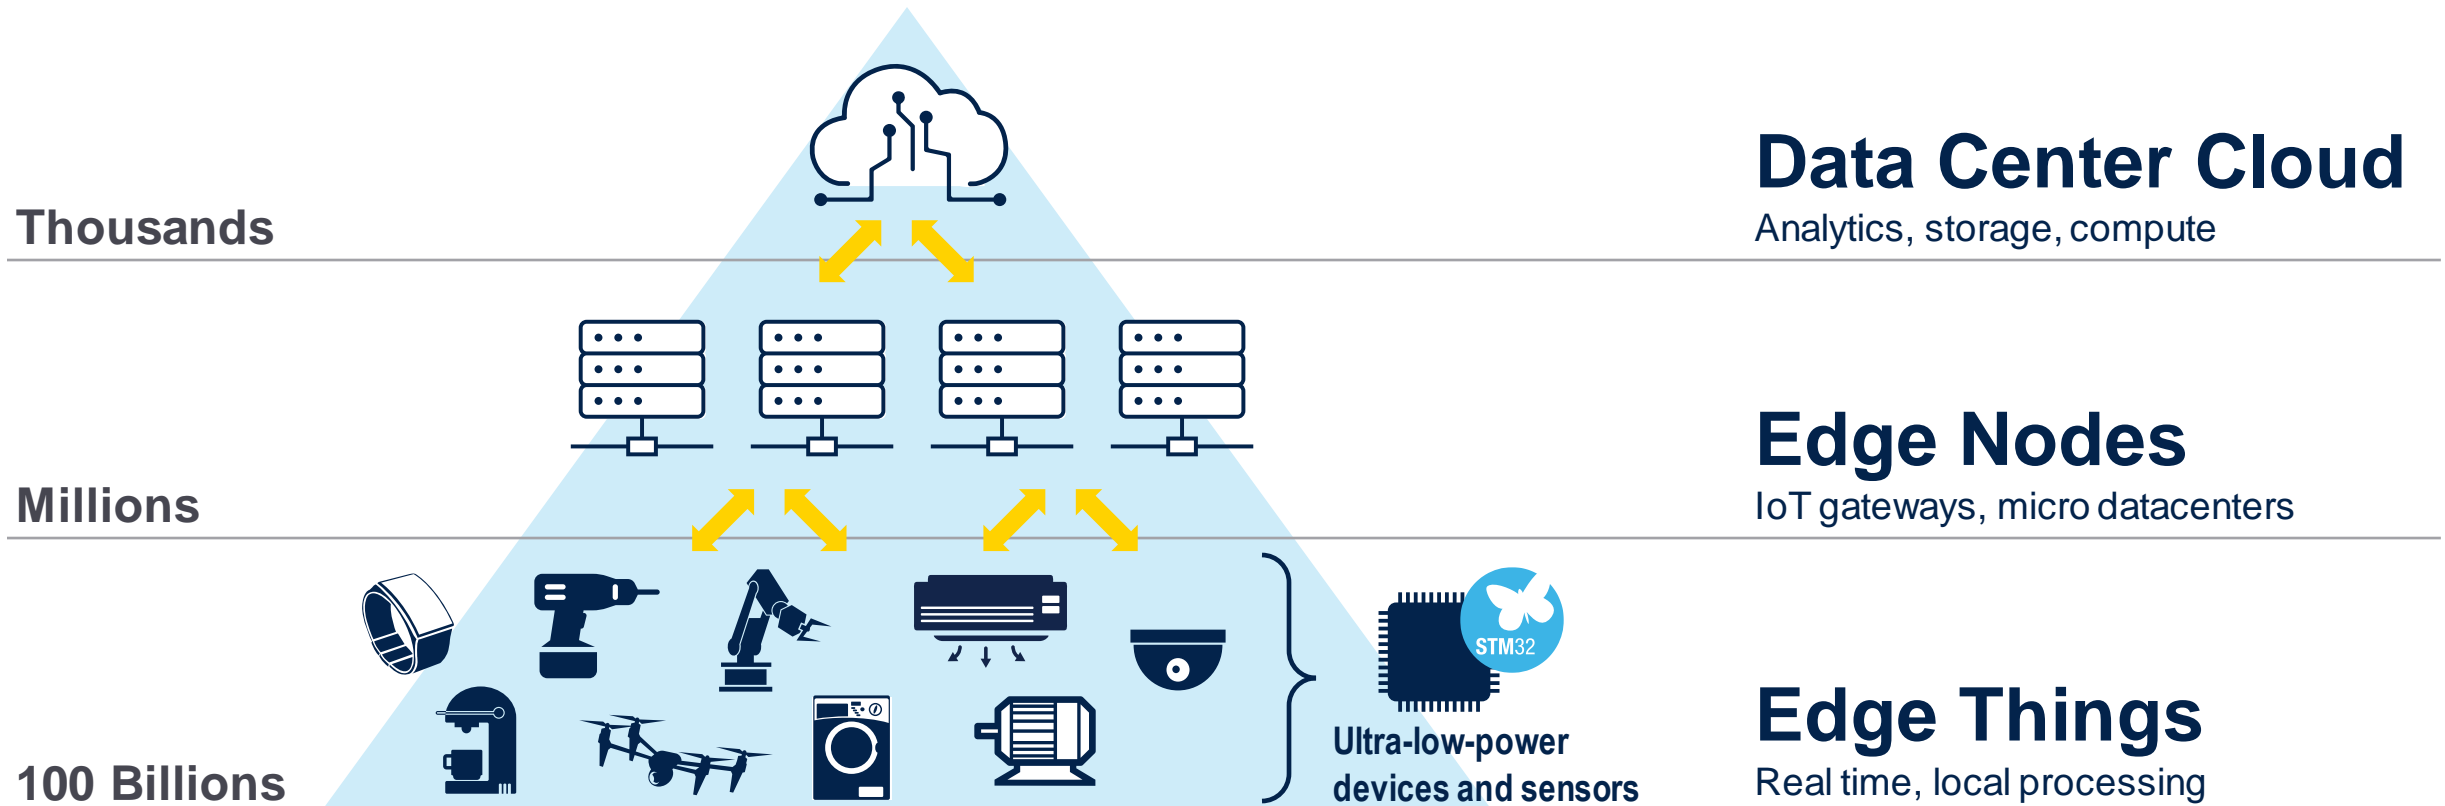 Thousands
Data Center Cloud
Analytics, storage, compute
Millions
Edge Nodes
IoT gateways, micro datacenters
STM32
Ultra-low-power
devices and sensors
100 Billions
Edge Things
Real time, local processing